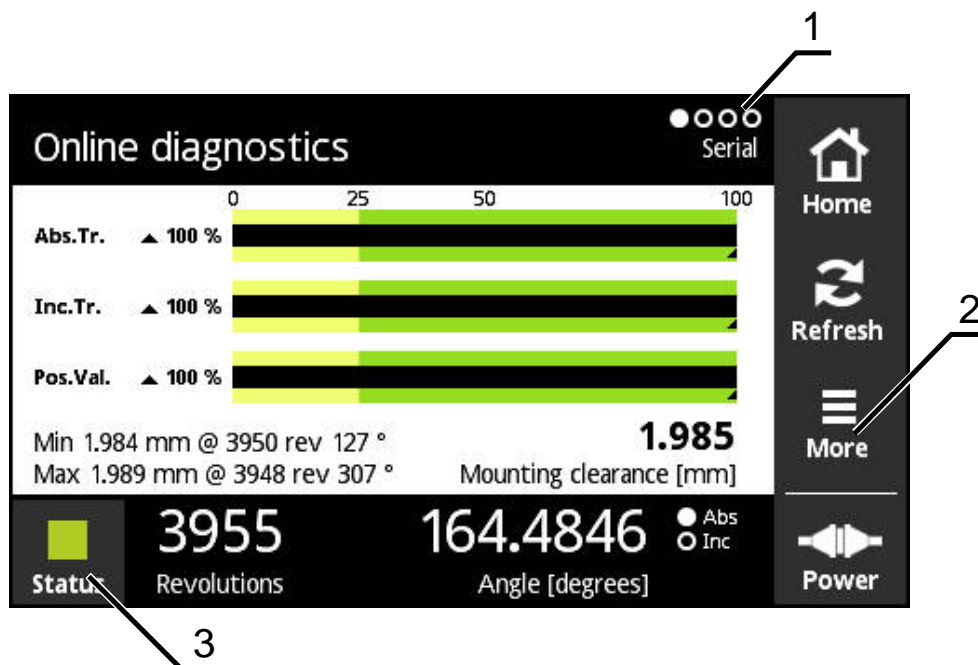 1
Online diagnostics
Serial
Home
0 25 50 100
Abs.Tr. ▲ 100 %
Inc.Tr. ▲ 100 %
Refresh
2
Pos.Val. ▲ 100 %
Min 1.984 mm @ 3950 rev 127 °
Max 1.989 mm @ 3948 rev 307 °
1.985
Mounting clearance [mm]
More
Status
3955
Revolutions
164.4846
Angle [degrees]
Abs
Inc
Power
3